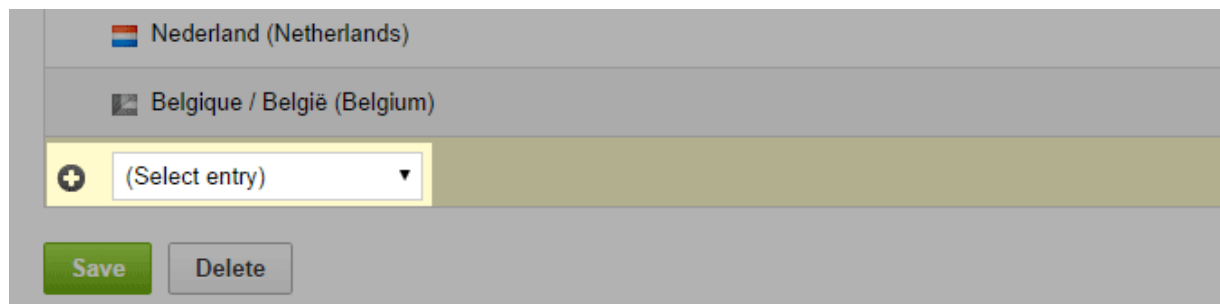 Nederland (Netherlands)
Belgique / België (Belgium)
(Select entry)
Save Delete